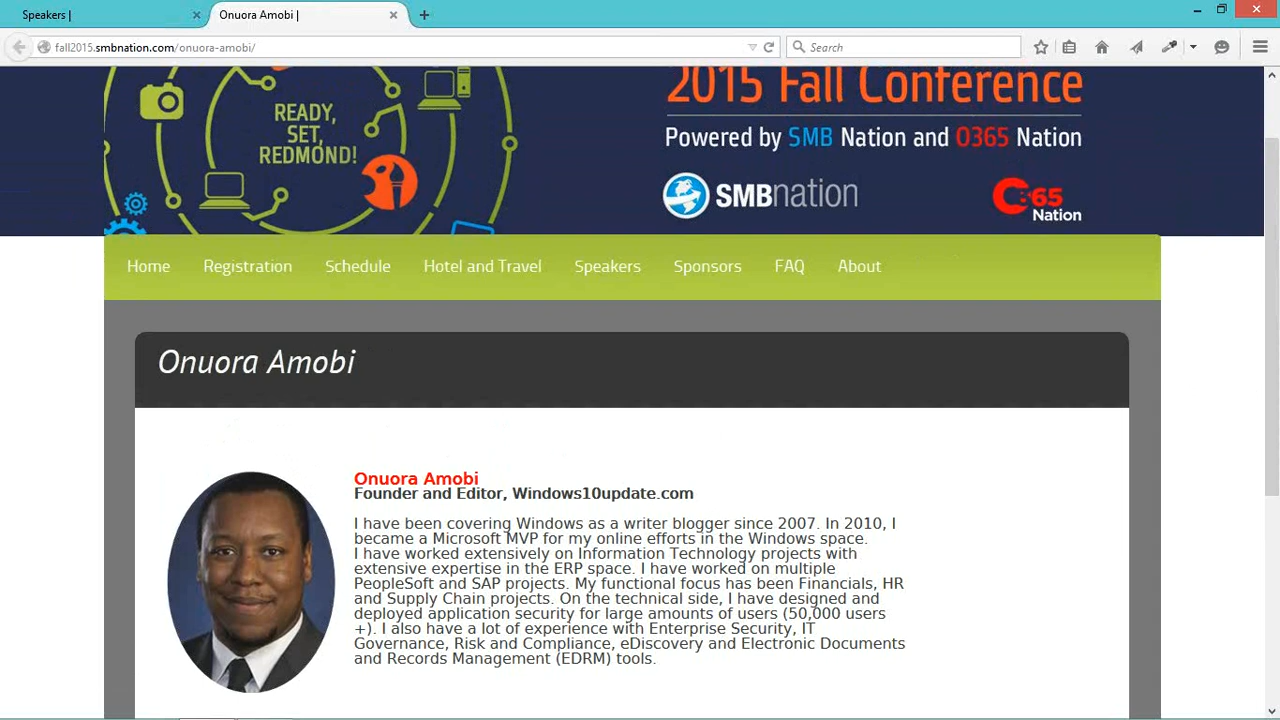 Speakers |
Onuora Amobi |
fall2015.smbnation.com/onuora-amobi/
Search
READY,
SET,
REDMOND!
2015 Fall Conference
Powered by SMB Nation and O365 Nation
SMBnation
365
Nation
Home
Registration
Schedule
Hotel and Travel
Speakers
Sponsors
FAQ
About
Onuora Amobi
Onuora Amobi
Founder and Editor, Windows10update.com
I have been covering Windows as a writer blogger since 2007. In 2010, I
became a Microsoft MVP for my online efforts in the Windows space.
I have worked extensively on Information Technology projects with
extensive expertise in the ERP space. I have worked on multiple
PeopleSoft and SAP projects. My functional focus has been Financials, HR
and Supply Chain projects. On the technical side, I have designed and
deployed application security for large amounts of users (50,000 users
+). I also have a lot of experience with Enterprise Security, IT
Governance, Risk and Compliance, eDiscovery and Electronic Documents
and Records Management (EDRM) tools.